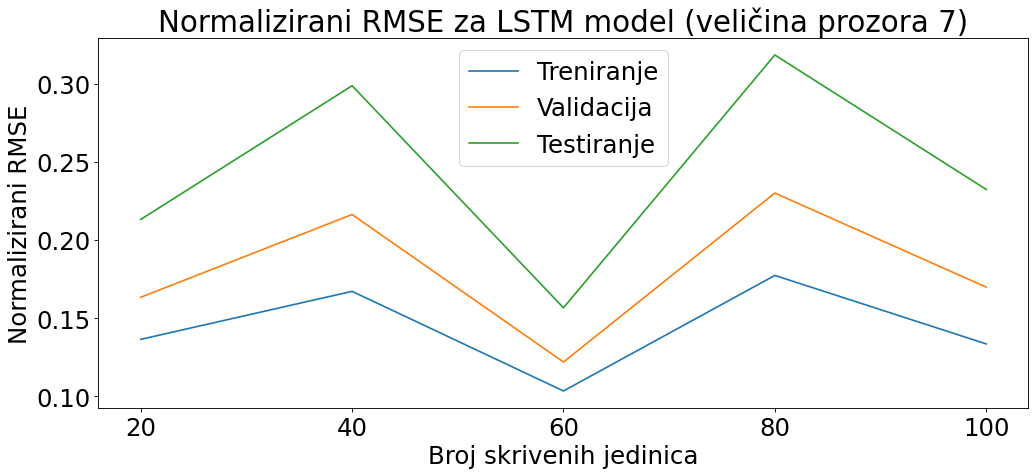 Normalizirani RMSE za LSTM model (veličina prozora 7)
Treniranje
Validacija
Testiranje
Normalizirani RMSE
0.30
0.25
0.20
0.15
0.10
20 40 60 80 100
Broj skrivenih jedinica